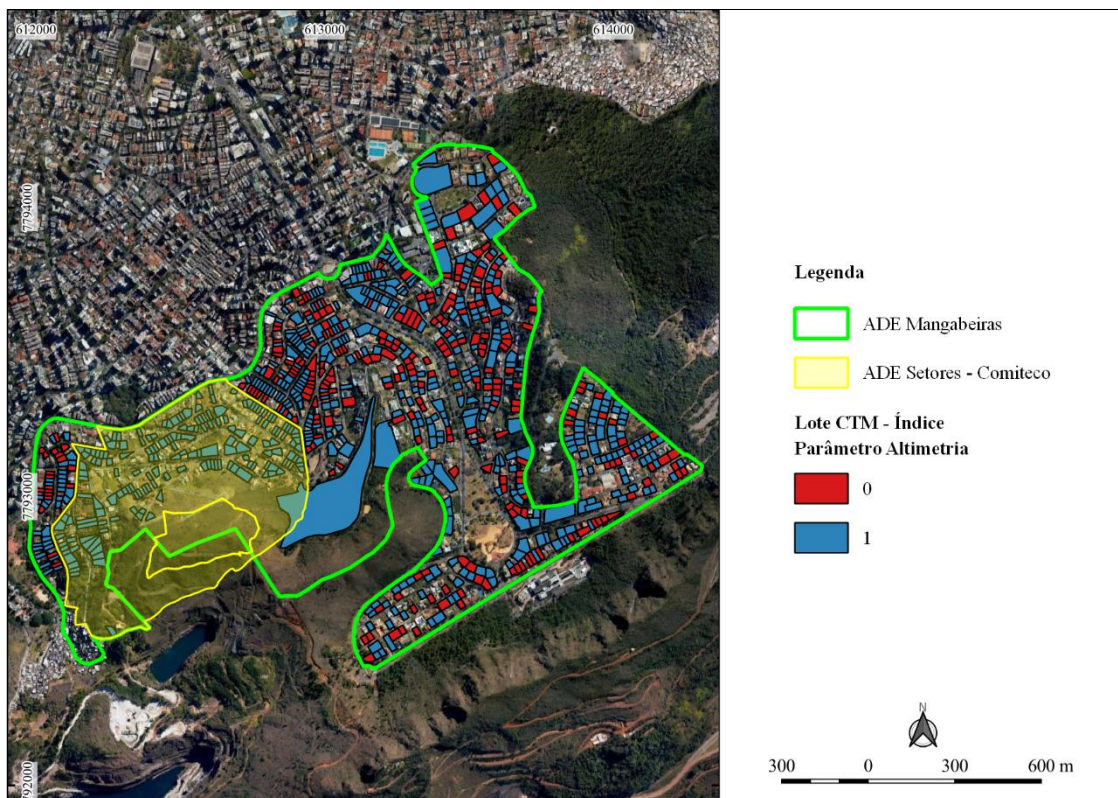 612000
613000
614000
7794000
7793000
7792000
Legenda
ADE Mangabeiras
ADE Setores - Comiteco
Lote CTM - Índice
Parâmetro Altimetria
0
1
N
300 0 300 600 m